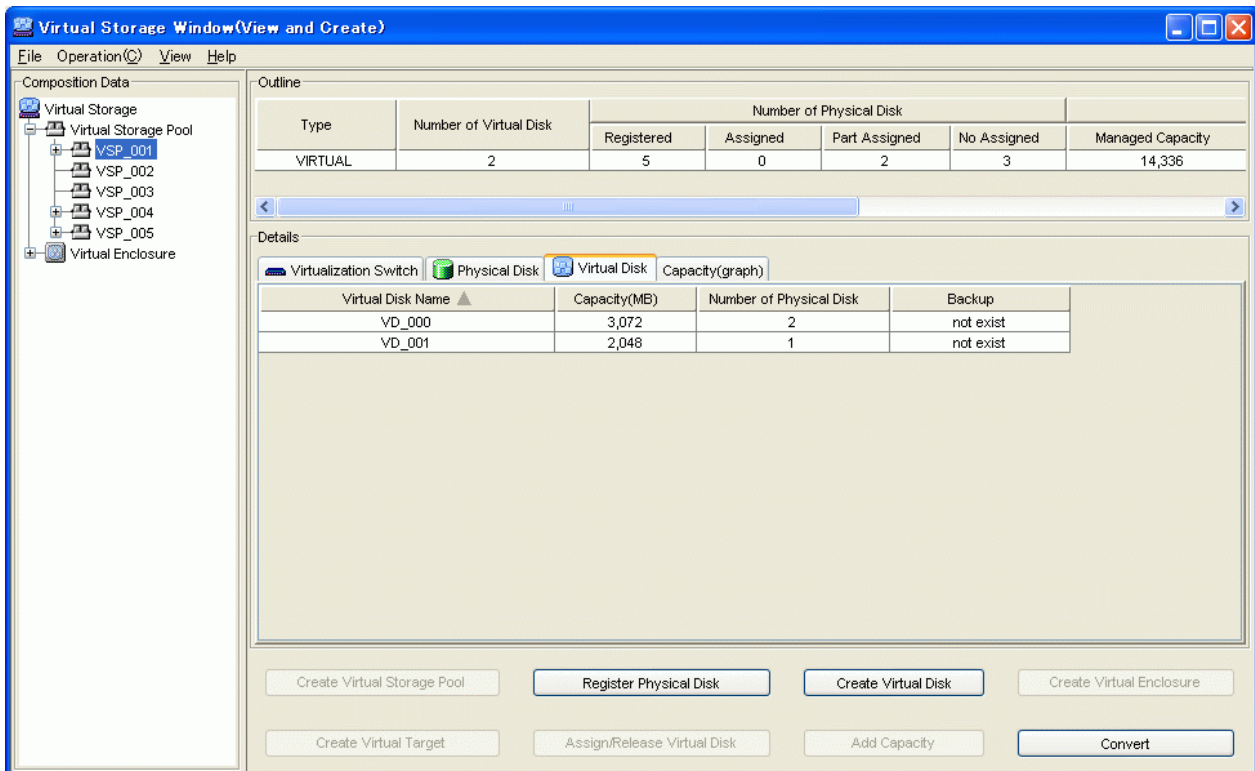 Virtual Storage Window(View and Create)
File Operation(C) View Help
Composition Data
Virtual Storage
Virtual Storage Pool
VSP_001
VSP_002
VSP_003
VSP_004
VSP_005
Virtual Enclosure
Outline
Type Number of Virtual Disk Number of Physical Disk
Registered Assigned Part Assigned No Assigned Managed Capacity
VIRTUAL 2 5 0 2 3 14,336
Details
Virtualization Switch Physical Disk Virtual Disk Capacity(graph)
Virtual Disk Name Capacity(MB) Number of Physical Disk Backup
VD_000 3,072 2 not exist
VD_001 2,048 1 not exist
Create Virtual Storage Pool Register Physical Disk Create Virtual Disk Create Virtual Enclosure
Create Virtual Target Assign/Release Virtual Disk Add Capacity Convert